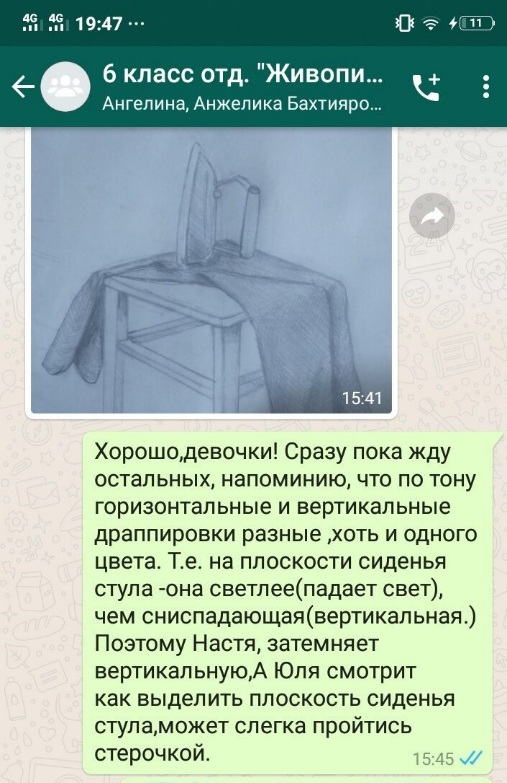 4G 4G 19:47 ... 11
6 класс отд. "Живопи...
Ангелина, Анжелика Бахтияро...
15:41
Хорошо,девочки! Сразу пока жду
остальных, напоминию, что по тону
горизонтальные и вертикальные
драппировки разные ,хоть и одного
цвета. Т.е. на плоскости сиденья
стула -она светлее(падает свет),
чем сниспадающая(вертикальная.)
Поэтому Настя, затемняет
вертикальную,А Юля смотрит
как выделить плоскость сиденья
стула,может слегка пройтись
стерочкой.
15:45